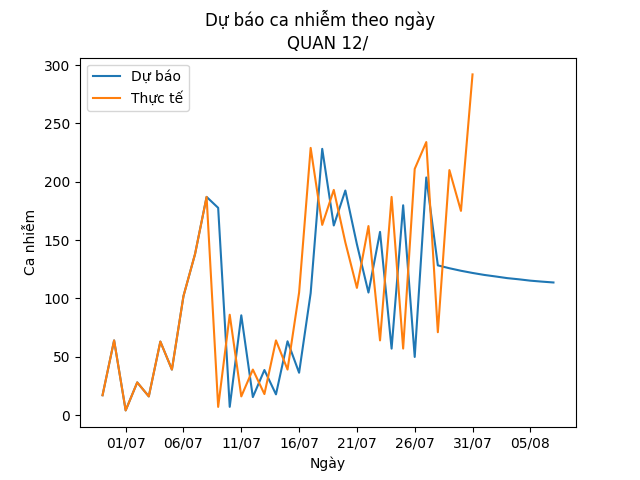 Dự báo ca nhiễm theo ngày
QUAN 12/
Dự báo
Thực tế
300
250
200
150
100
50
0
Ca nhiễm
01/07 06/07 11/07 16/07 21/07 26/07 31/07 05/08
Ngày